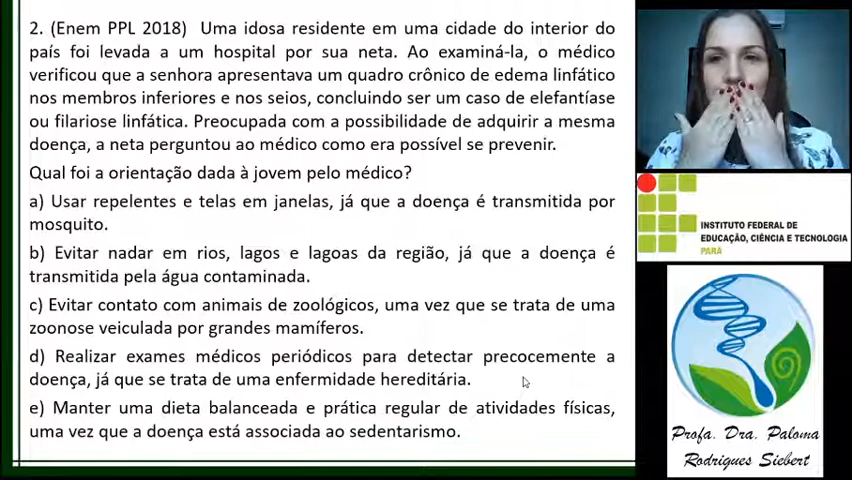 2. (Enem PPL 2018) Uma idosa residente em uma cidade do interior do
país foi levada a um hospital por sua neta. Ao examiná-la, o médico
verificou que a senhora apresentava um quadro crônico de edema linfático
nos membros inferiores e nos seios, concluindo ser um caso de elefantíase
ou filariose linfática. Preocupada com a possibilidade de adquirir a mesma
doença, a neta perguntou ao médico como era possível se prevenir.
Qual foi a orientação dada à jovem pelo médico?
a) Usar repelentes e telas em janelas, já que a doença é transmitida por
mosquito.
b) Evitar nadar em rios, lagos e lagoas da região, já que a doença é
transmitida pela água contaminada.
c) Evitar contato com animais de zoológicos, uma vez que se trata de uma
zoonose veiculada por grandes mamíferos.
d) Realizar exames médicos periódicos para detectar precocemente a
doença, já que se trata de uma enfermidade hereditária.
e) Manter uma dieta balanceada e prática regular de atividades físicas,
uma vez que a doença está associada ao sedentarismo.
INSTITUTO FEDERAL DE
EDUCAÇÃO, CIÊNCIA E TECNOLOGIA
PARÁ
Profa. Dra. Paloma
Rodrigues Siebert